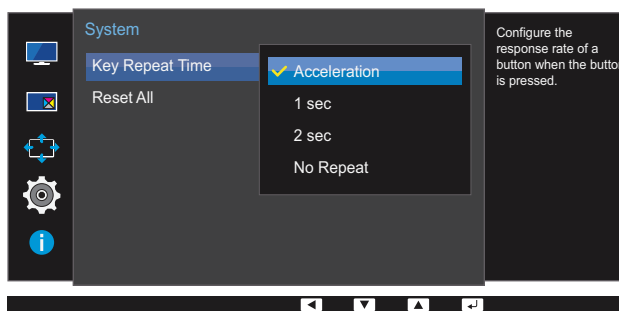 System
Key Repeat Time
Reset All
Acceleration
1 sec
2 sec
No Repeat
Configure the
response rate of a
button when the butto
is pressed.